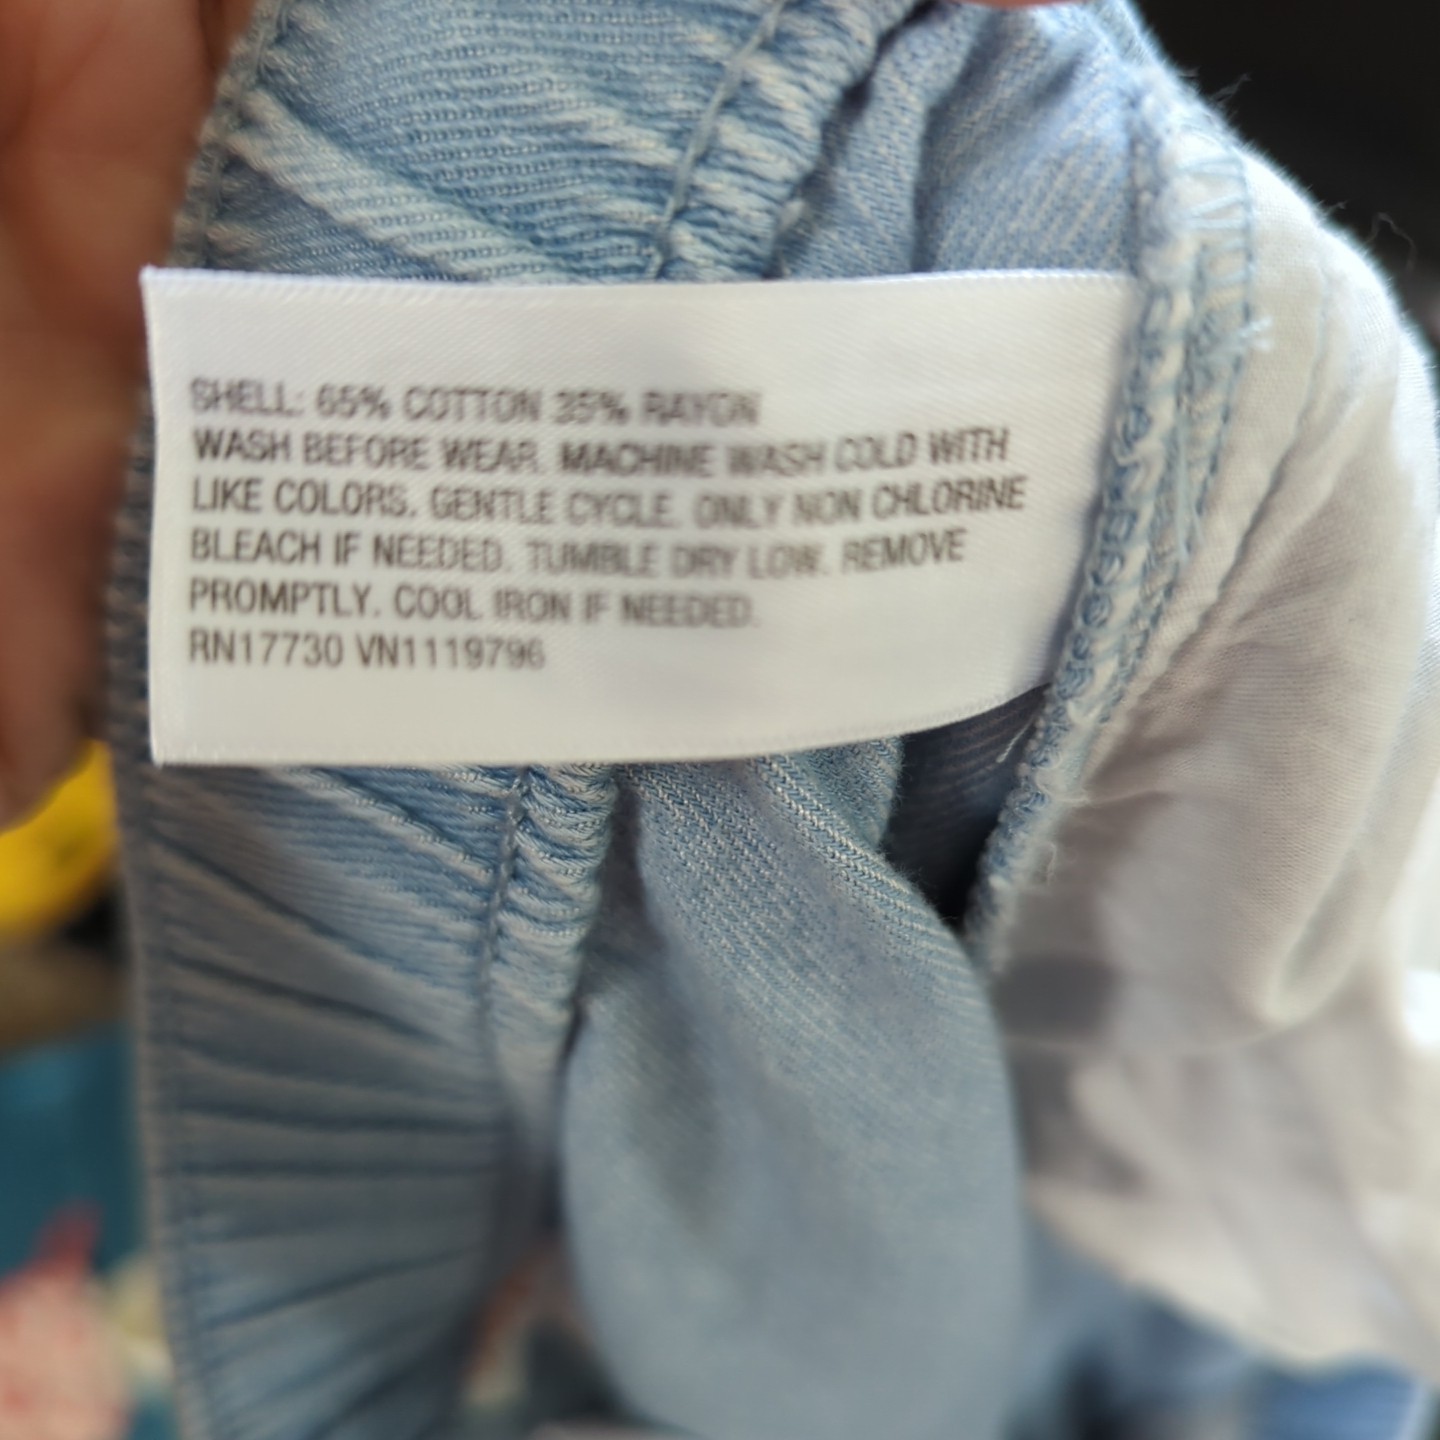 SHELL: 65% COTTON 35% RAYON
WASH BEFORE WEAR. MACHINE WASH COLD WITH
LIKE COLORS. GENTLE CYCLE. ONLY NON CHLORINE
BLEACH IF NEEDED. TUMBLE DRY LOW. REMOVE
PROMPTLY. COOL IRON IF NEEDED.
RN17730 VN1119796